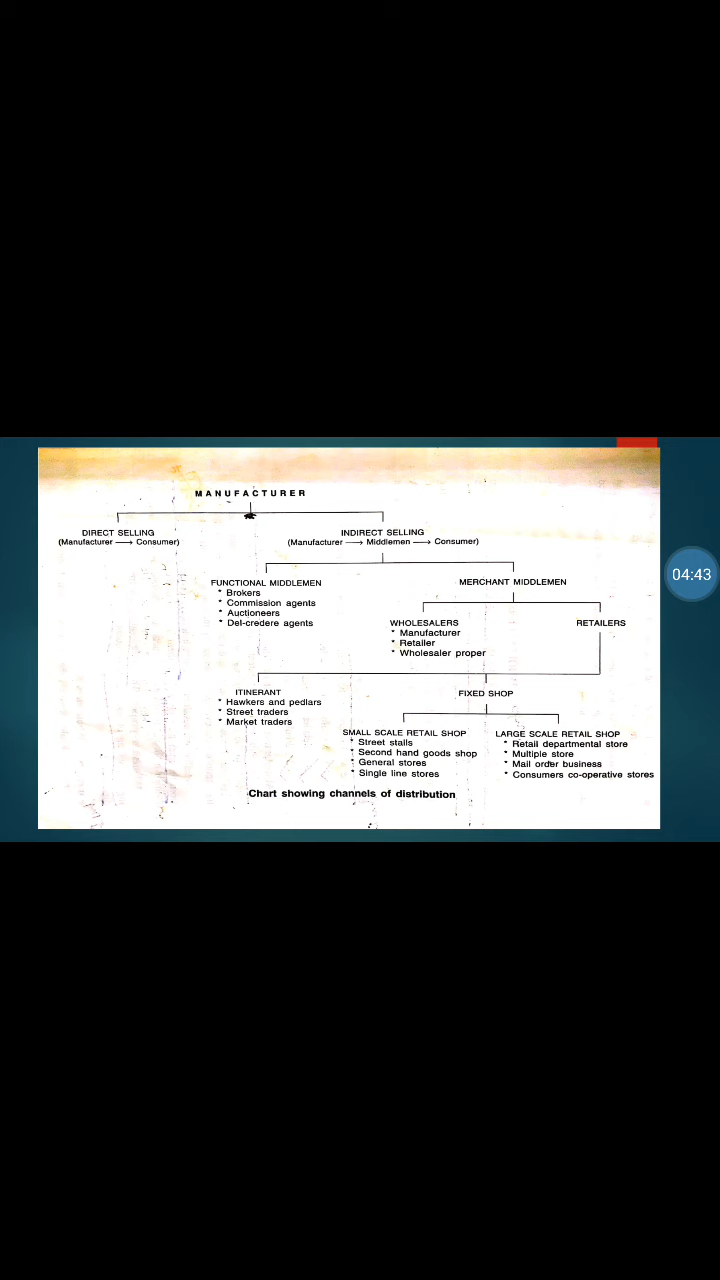 04:43
MANUFACTURER
DIRECT SELLING
(Manufacturer ⟶ Consumer)
INDIRECT SELLING
(Manufacturer ⟶ Middlemen ⟶ Consumer)
FUNCTIONAL MIDDLEMEN
* Brokers
* Commission agents
* Auctioneers
* Del-credere agents
MERCHANT MIDDLEMEN
WHOLESALERS
* Manufacturer
* Retailer
* Wholesaler proper
RETAILERS
ITINERANT
* Hawkers and pedlars
* Street traders
* Market traders
FIXED SHOP
SMALL SCALE RETAIL SHOP
* Street stalls
* Second hand goods shop
* General stores
* Single line stores
LARGE SCALE RETAIL SHOP
* Retail departmental store
* Multiple store
* Mail order business
* Consumers co-operative stores
Chart showing channels of distribution